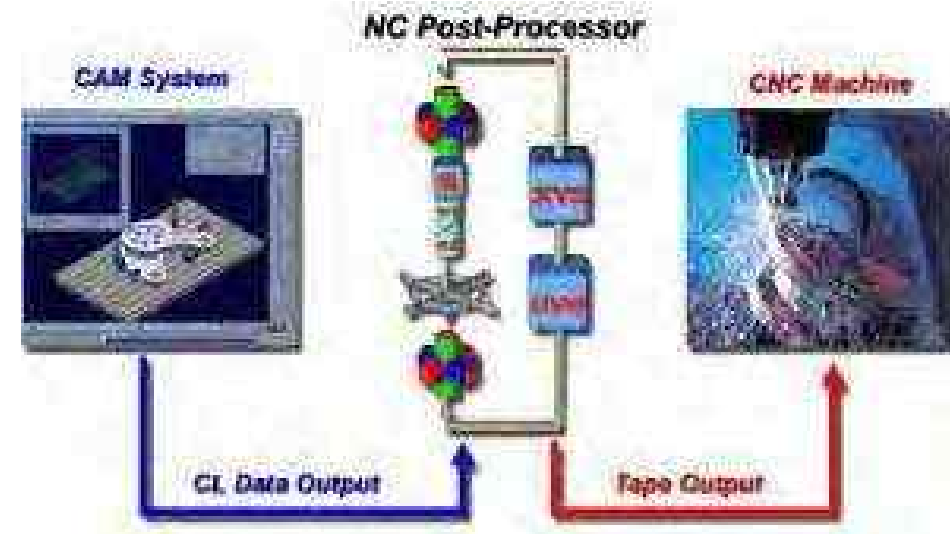 NC Post-Processor
CAM System
CNC Machine
CL Data Output
Tape Output